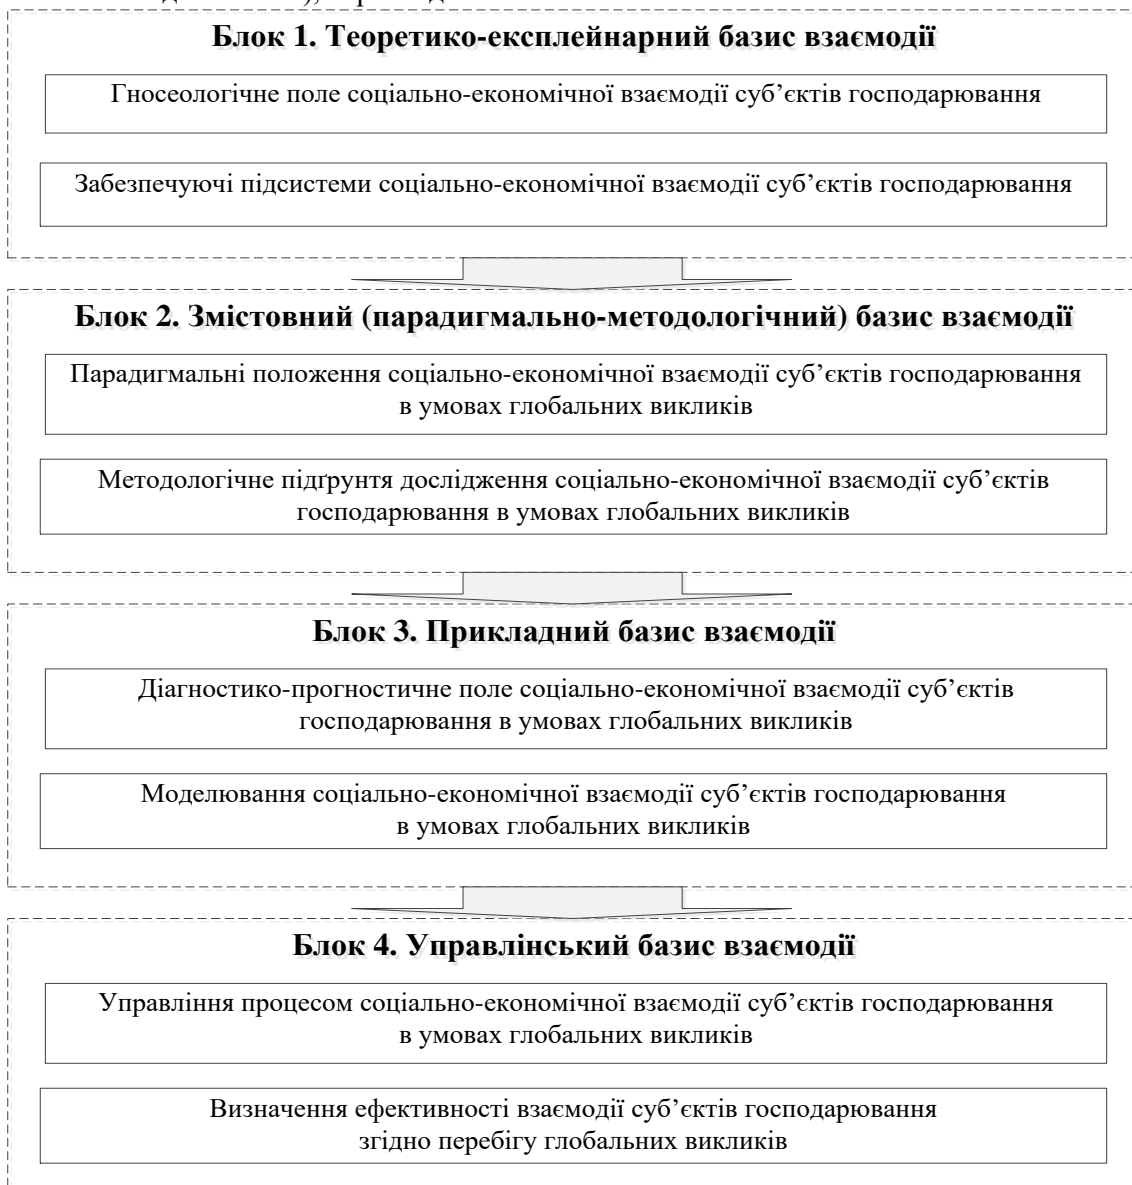 Блок 1. Теоретико-експлейнарний базис взаємодії
Гносеологічне поле соціально-економічної взаємодії суб’єктів господарювання
Забезпечуючі підсистеми соціально-економічної взаємодії суб’єктів господарювання
Блок 2. Змістовний (парадигмально-методологічний) базис взаємодії
Парадигмальні положення соціально-економічної взаємодії суб’єктів господарювання
в умовах глобальних викликів
Методологічне підґрунтя дослідження соціально-економічної взаємодії суб’єктів
господарювання в умовах глобальних викликів
Блок 3. Прикладний базис взаємодії
Діагностико-прогностичне поле соціально-економічної взаємодії суб’єктів
господарювання в умовах глобальних викликів
Моделювання соціально-економічної взаємодії суб’єктів господарювання
в умовах глобальних викликів
Блок 4. Управлінський базис взаємодії
Управління процесом соціально-економічної взаємодії суб’єктів господарювання
в умовах глобальних викликів
Визначення ефективності взаємодії суб’єктів господарювання
згідно перебігу глобальних викликів